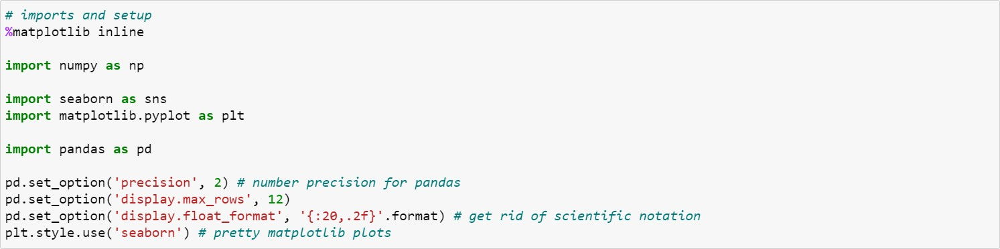 # imports and setup
%matplotlib inline
import numpy as np
import seaborn as sns
import matplotlib.pyplot as plt
import pandas as pd
pd.set_option('precision', 2) # number precision for pandas
pd.set_option('display.max_rows', 12)
pd.set_option('display.float_format', '{:20,.2f}'.format) # get rid of scientific notation
plt.style.use('seaborn') # pretty matplotlib plots